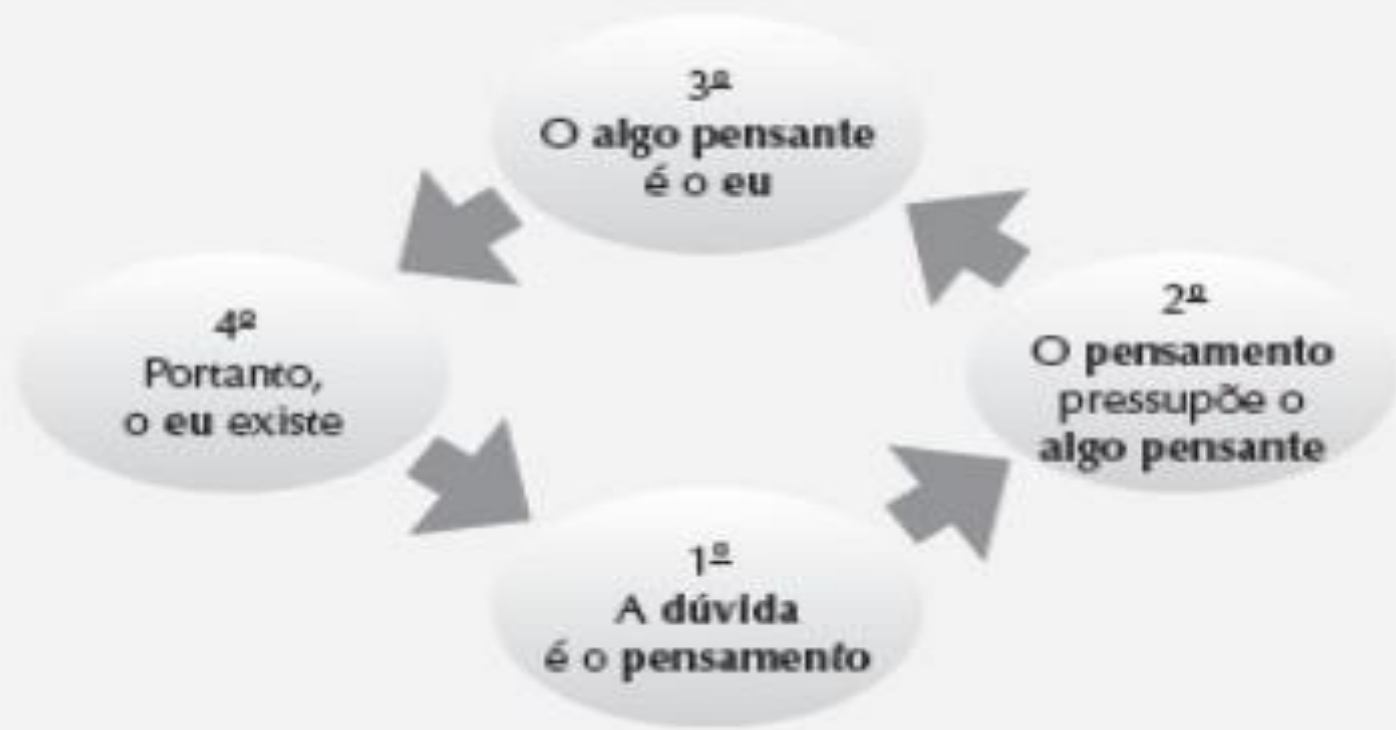 3º
O algo pensante
é o eu
4º
Portanto,
o eu existe
2º
O pensamento
pressupõe o
algo pensante
1º
A dúvida
é o pensamento